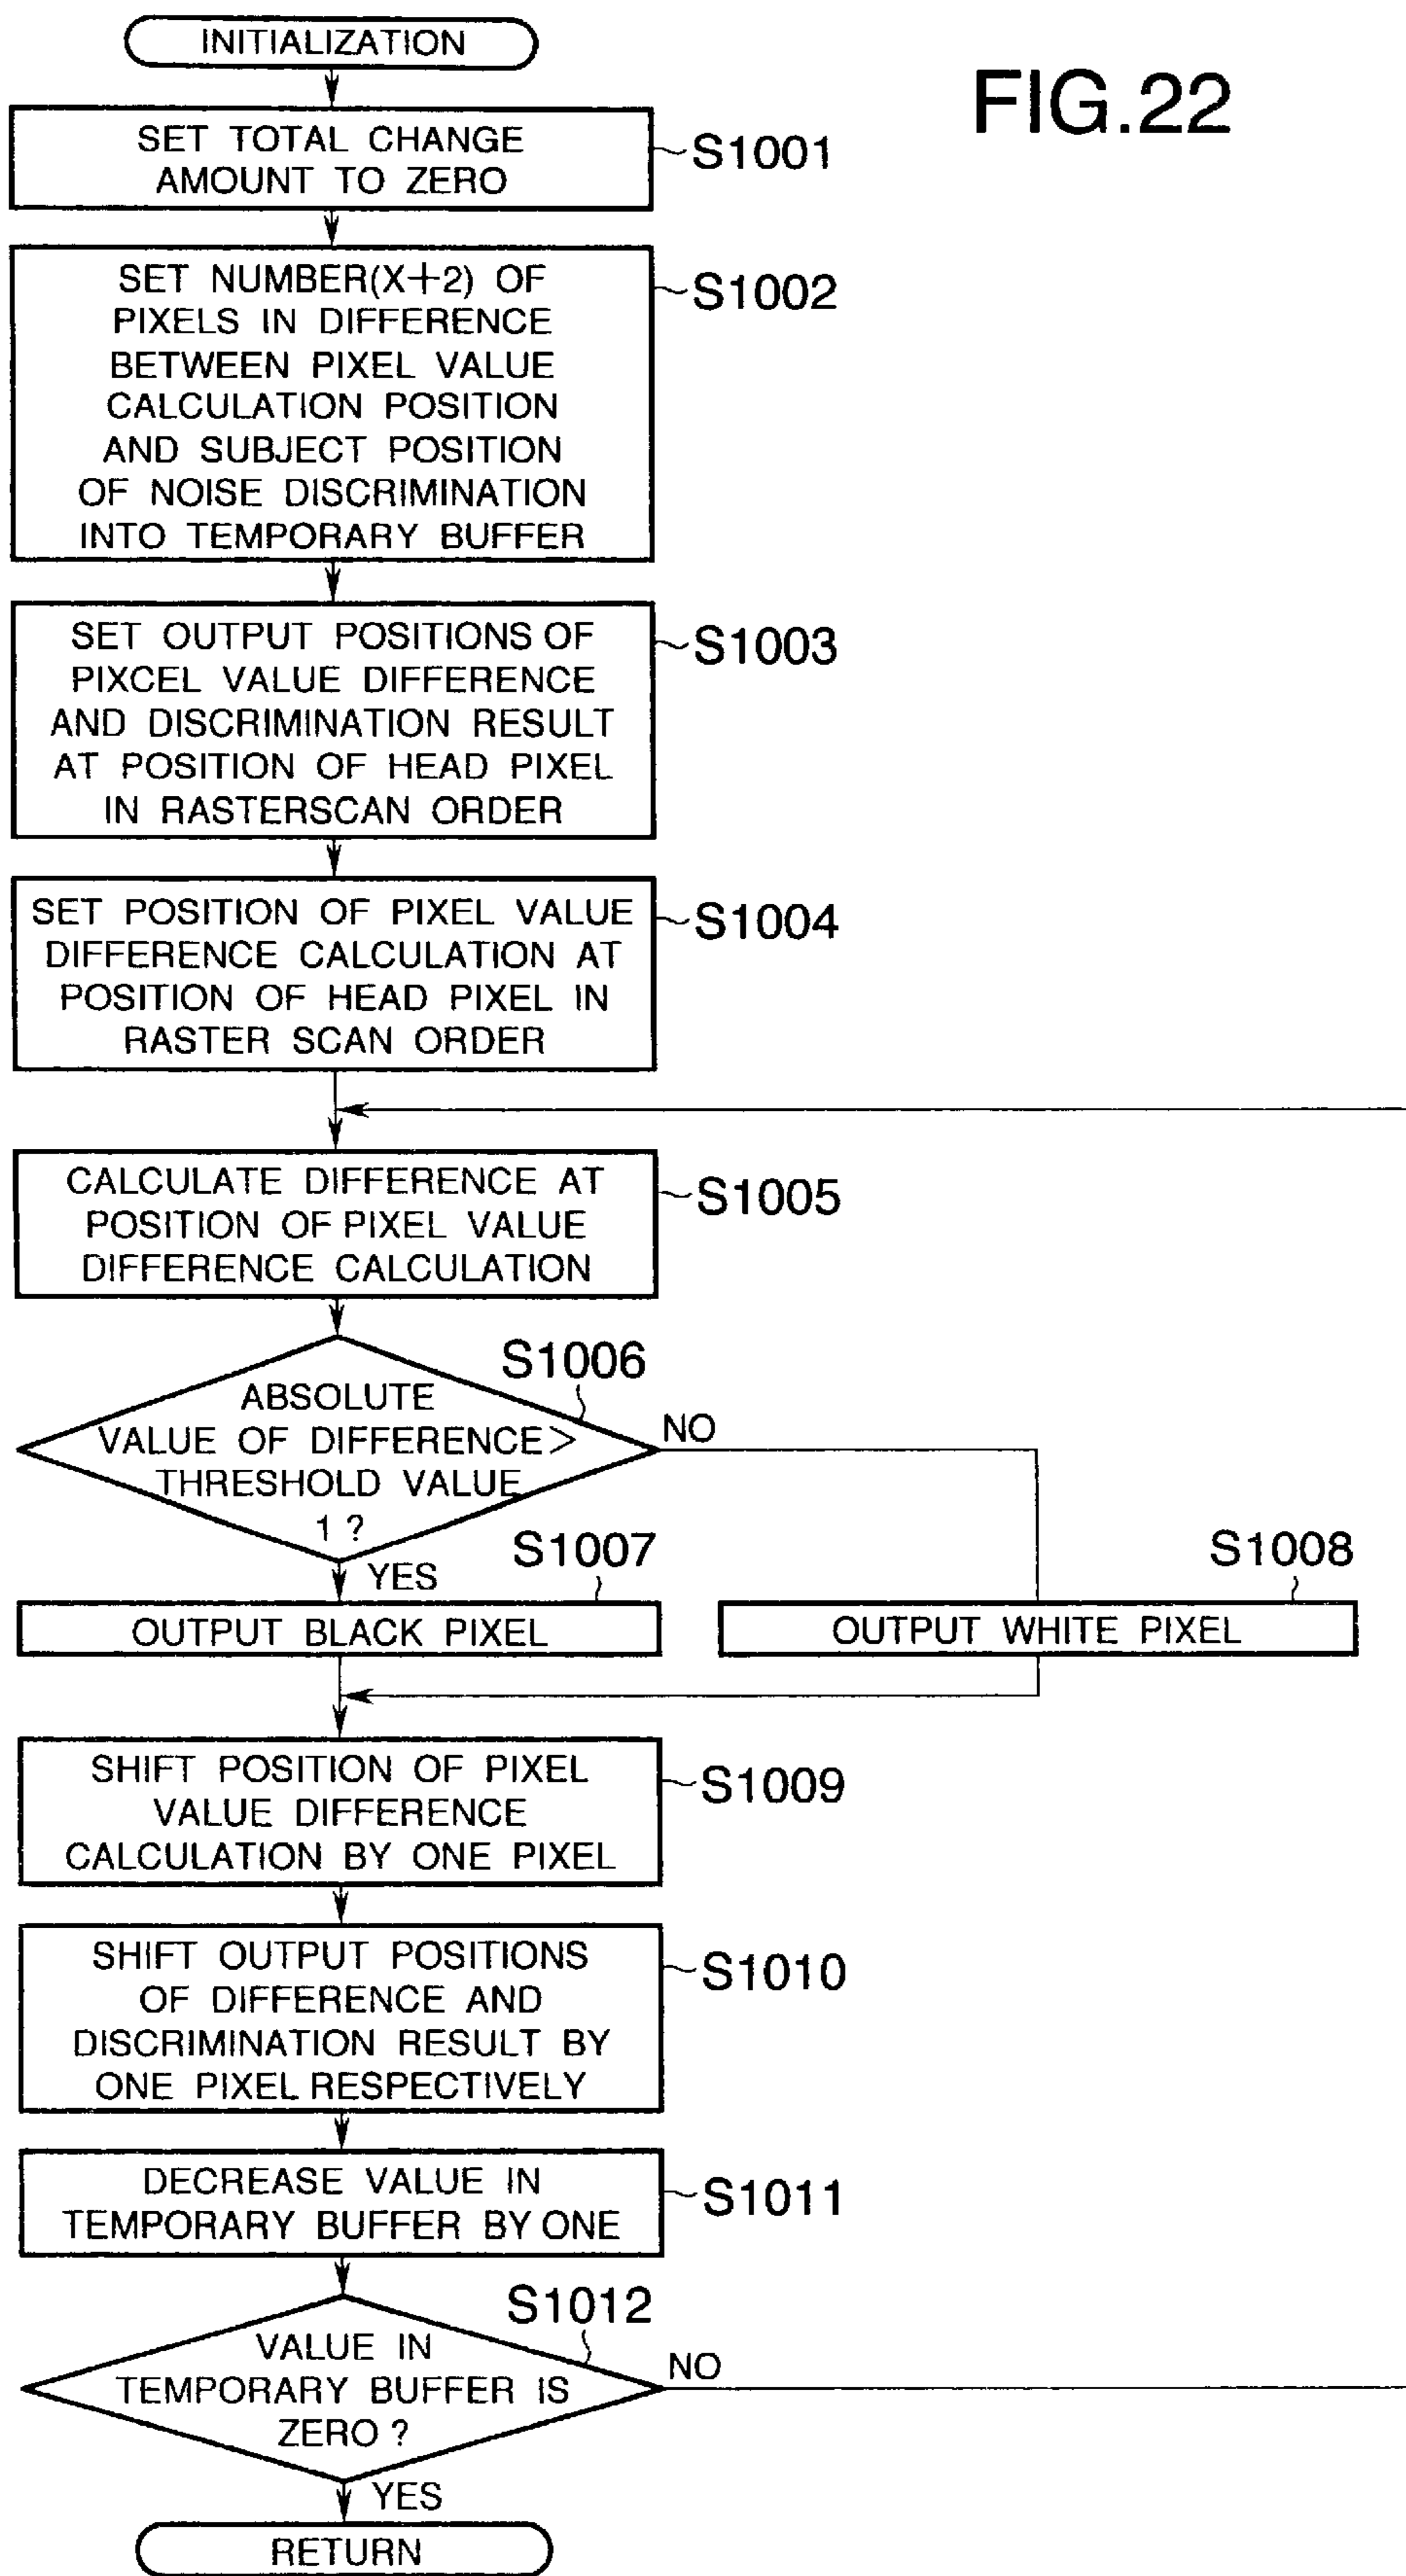 INITIALIZATION
FIG.22
SET TOTAL CHANGE
AMOUNT TO ZERO
S1001
SET NUMBER(X+2) OF
PIXELS IN DIFFERENCE
BETWEEN PIXEL VALUE
CALCULATION POSITION
AND SUBJECT POSITION
OF NOISE DISCRIMINATION
INTO TEMPORARY BUFFER
S1002
SET OUTPUT POSITIONS OF
PIXCEL VALUE DIFFERENCE
AND DISCRIMINATION RESULT
AT POSITION OF HEAD PIXEL
IN RASTERSCAN ORDER
S1003
SET POSITION OF PIXEL VALUE
DIFFERENCE CALCULATION AT
POSITION OF HEAD PIXEL IN
RASTER SCAN ORDER
S1004
CALCULATE DIFFERENCE AT
POSITION OF PIXEL VALUE
DIFFERENCE CALCULATION
S1005
S1006
ABSOLUTE
VALUE OF DIFFERENCE>
THRESHOLD VALUE
1 ?
NO
YES
S1007
OUTPUT BLACK PIXEL
S1008
OUTPUT WHITE PIXEL
SHIFT POSITION OF PIXEL
VALUE DIFFERENCE
CALCULATION BY ONE PIXEL
S1009
SHIFT OUTPUT POSITIONS
OF DIFFERENCE AND
DISCRIMINATION RESULT BY
ONE PIXEL RESPECTIVELY
S1010
DECREASE VALUE IN
TEMPORARY BUFFER BY ONE
S1011
S1012
VALUE IN
TEMPORARY BUFFER IS
ZERO ?
NO
YES
RETURN